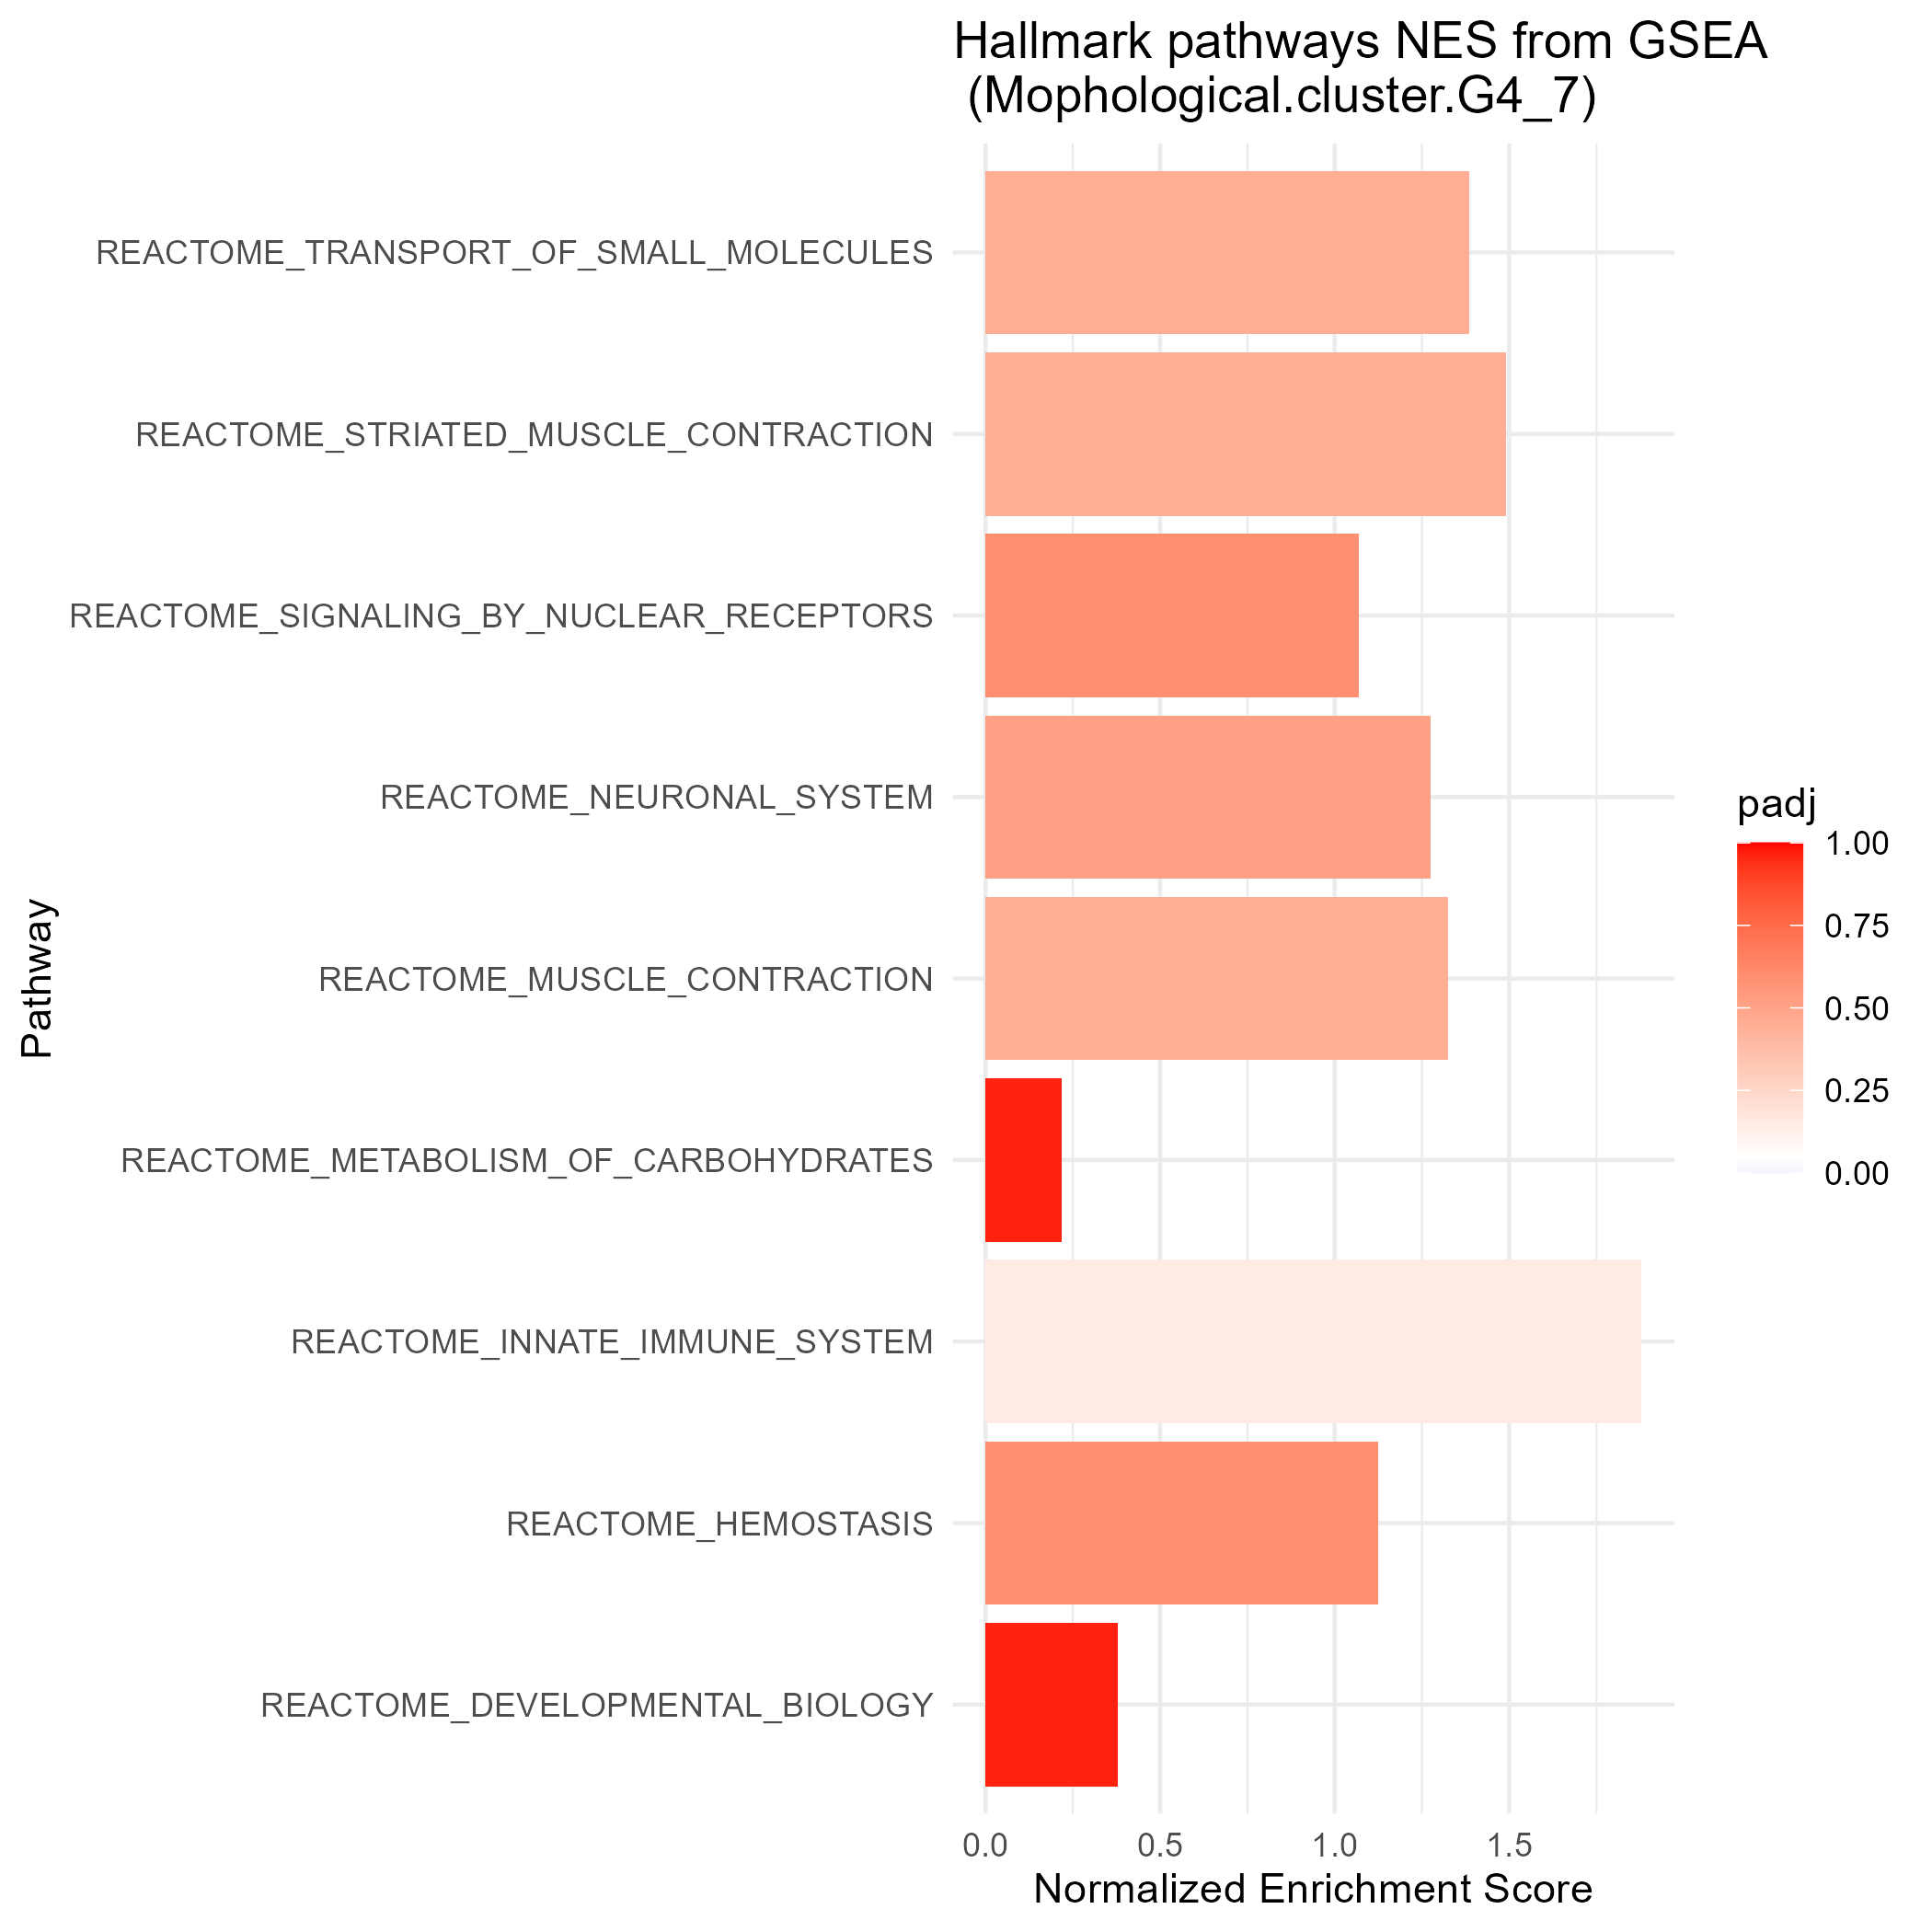 Hallmark pathways NES from GSEA
(Mophological.cluster.G4_7)
REACTOME_TRANSPORT_OF_SMALL_MOLECULES
REACTOME_STRIATED_MUSCLE_CONTRACTION
REACTOME_SIGNALING_BY_NUCLEAR_RECEPTORS
REACTOME_NEURONAL_SYSTEM
REACTOME_MUSCLE_CONTRACTION
REACTOME_METABOLISM_OF_CARBOHYDRATES
REACTOME_INNATE_IMMUNE_SYSTEM
REACTOME_HEMOSTASIS
REACTOME_DEVELOPMENTAL_BIOLOGY
Pathway
0.0 0.5 1.0 1.5
Normalized Enrichment Score
padj
1.00
0.75
0.50
0.25
0.00